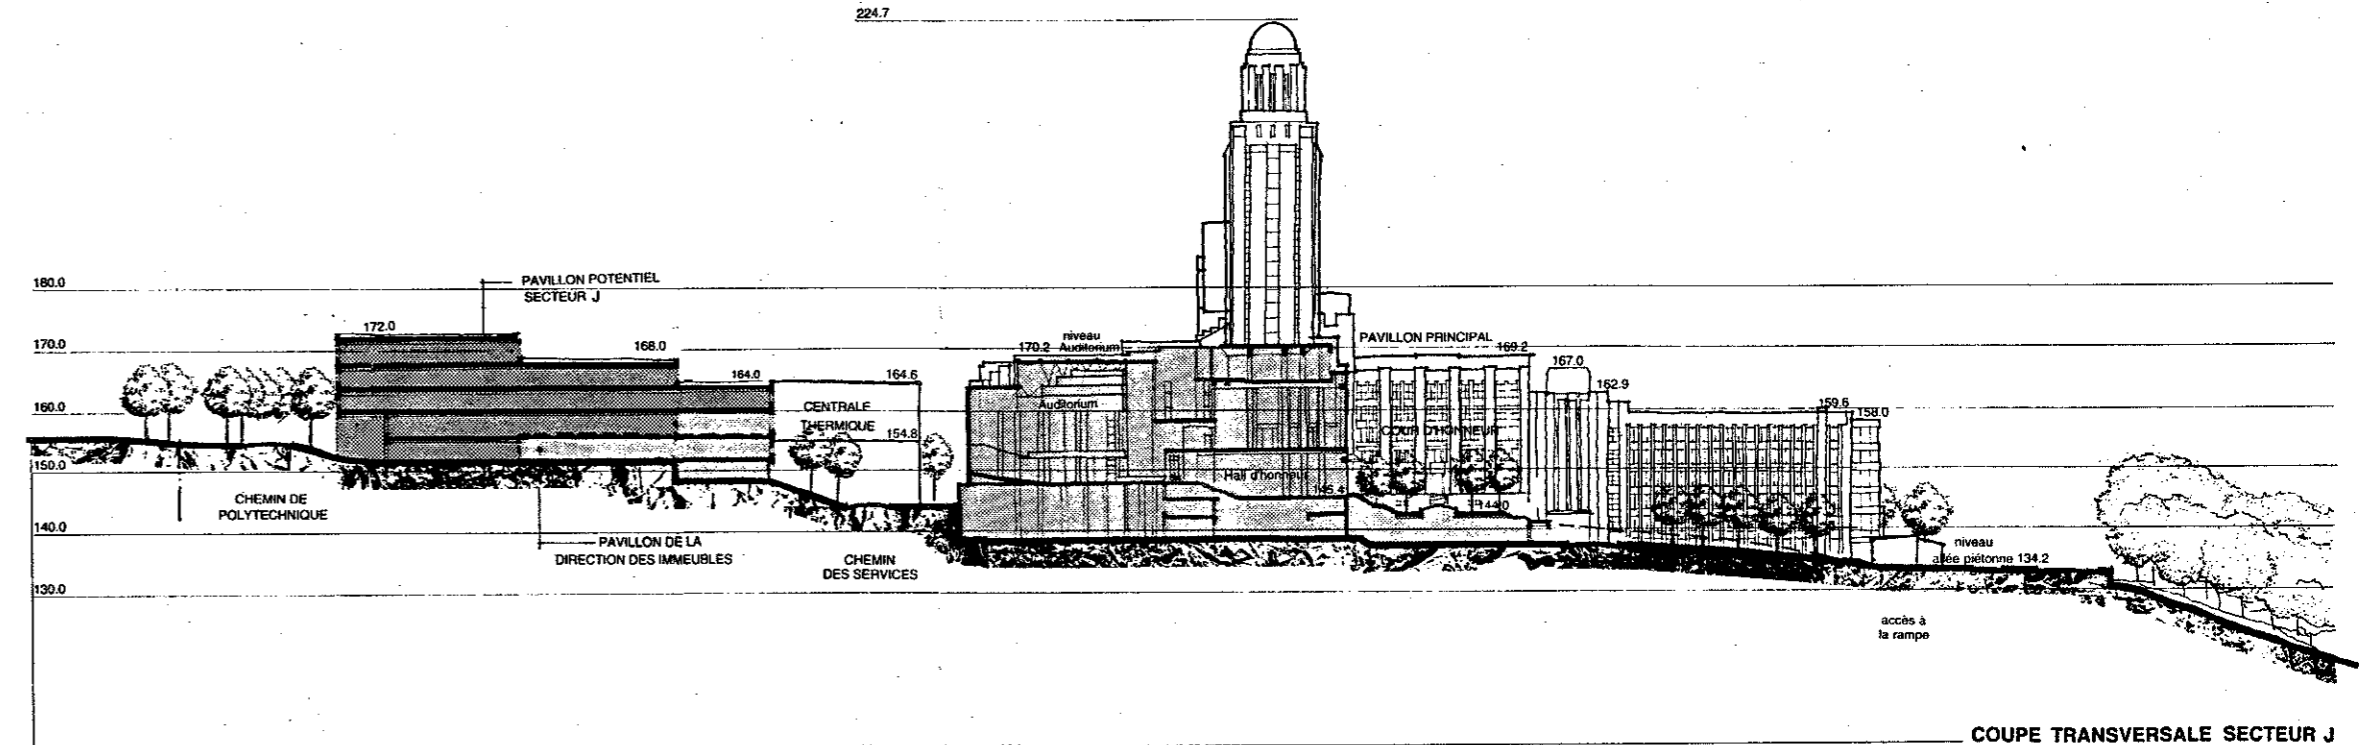 224.7
180.0
PAVILLON POTENTIEL
SECTEUR J
172.0
170.0
168.0
niveau
170.2 Auditorium
PAVILLON PRINCIPAL
169.2
167.0
164.0
164.6
162.9
160.0
CENTRALE
THERMIQUE
Auditorium
159.6
158.0
154.8
COUR D'HONNEUR
150.0
Hall d'honneur
145.4
144.0
CHEMIN DE
POLYTECHNIQUE
140.0
PAVILLON DE LA
DIRECTION DES IMMEUBLES
CHEMIN
DES SERVICES
niveau
allée piétonne 134.2
130.0
accès à
la rampe
COUPE TRANSVERSALE SECTEUR J